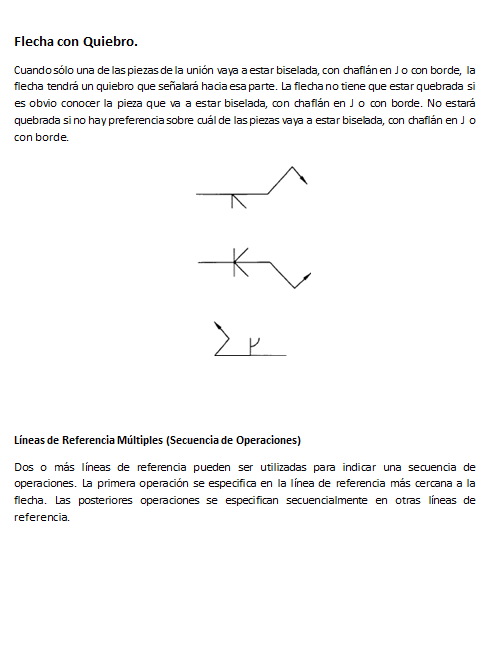 Flecha con Quiebro.
Cuando sólo una de las piezas de la unión vaya a estar biselada, con chaflán en J o con borde, la
flecha tendrá un quiebro que señalará hacia esa parte. La flecha no tiene que estar quebrada si
es obvio conocer la pieza que va a estar biselada, con chaflán en J o con borde. No estará
quebrada si no hay preferencia sobre cuál de las piezas vaya a estar biselada, con chaflán en J o
con borde.
Líneas de Referencia Múltiples (Secuencia de Operaciones)
Dos o más líneas de referencia pueden ser utilizadas para indicar una secuencia de
operaciones. La primera operación se especifica en la línea de referencia más cercana a la
flecha. Las posteriores operaciones se especifican secuencialmente en otras líneas de
referencia.